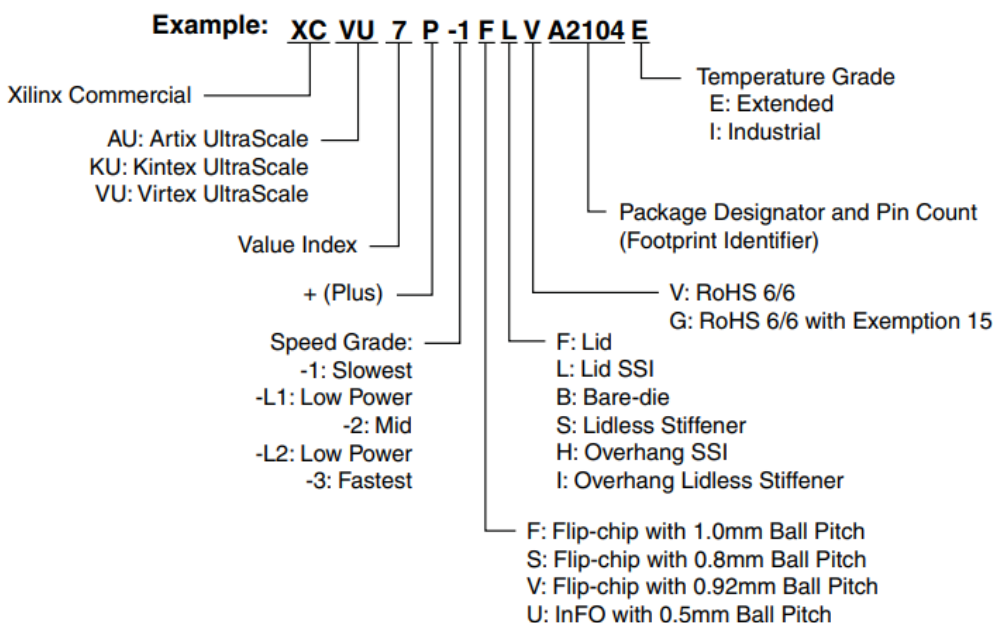 Example: XC VU 7 P -1 F L V A2104 E
Xilinx Commercial
AU: Artix UltraScale
KU: Kintex UltraScale
VU: Virtex UltraScale
Value Index
+ (Plus)
Speed Grade:
-1: Slowest
-L1: Low Power
-2: Mid
-L2: Low Power
-3: Fastest
Temperature Grade
E: Extended
I: Industrial
Package Designator and Pin Count
(Footprint Identifier)
V: RoHS 6/6
G: RoHS 6/6 with Exemption 15
F: Lid
L: Lid SSI
B: Bare-die
S: Lidless Stiffener
H: Overhang SSI
I: Overhang Lidless Stiffener
F: Flip-chip with 1.0mm Ball Pitch
S: Flip-chip with 0.8mm Ball Pitch
V: Flip-chip with 0.92mm Ball Pitch
U: InFO with 0.5mm Ball Pitch